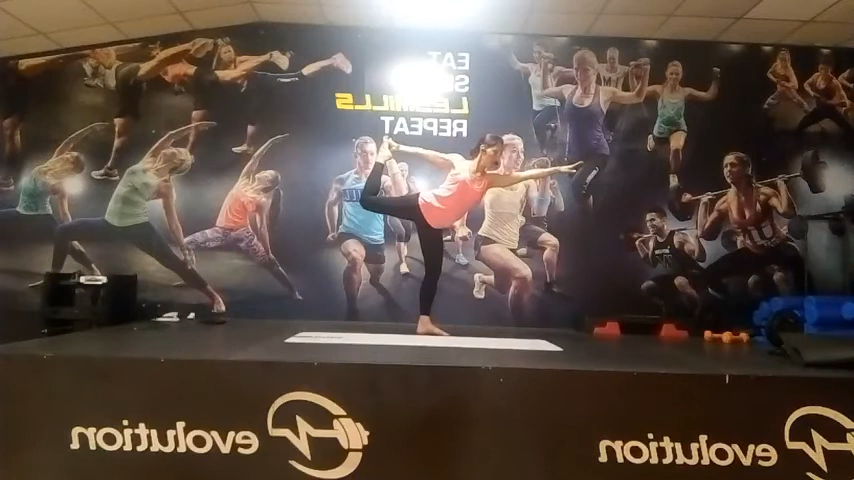 EAT
LESMILLS
REPEAT
evolution
evolution